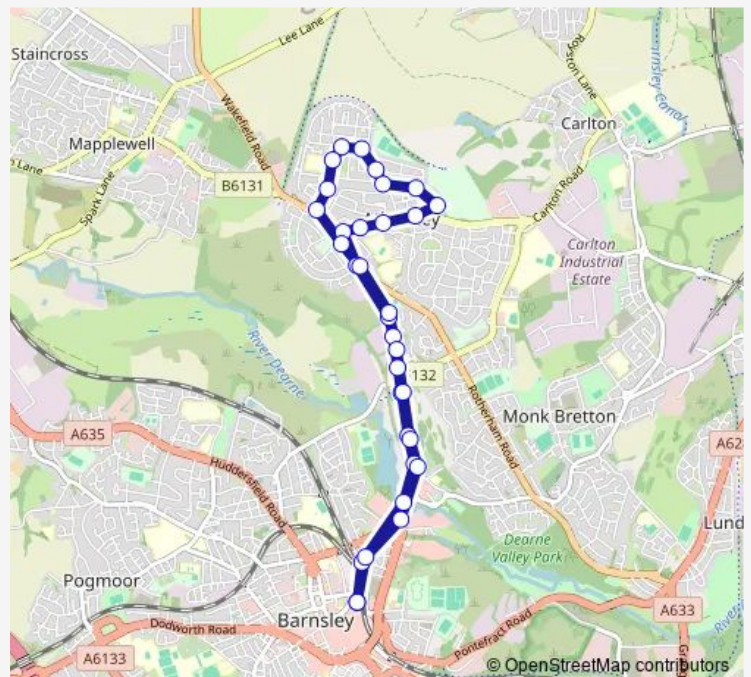 Staincross
Lee Lane
Royston Lane
Barnsley Canal
Wakefield Road
Carlton
Mapplewell
Lane
B6131
Spark Lane
Carlton Road
Carlton
Industrial
Estate
River Dearne
132
Rotherham Road
Monk Bretton
A635
Huddersfield Road
Lund
Dearne
Valley Park
Pogmoor
A633
Barnsley
Dodworth Road
Pontefract Road
A6133
© OpenStreetMap contributors